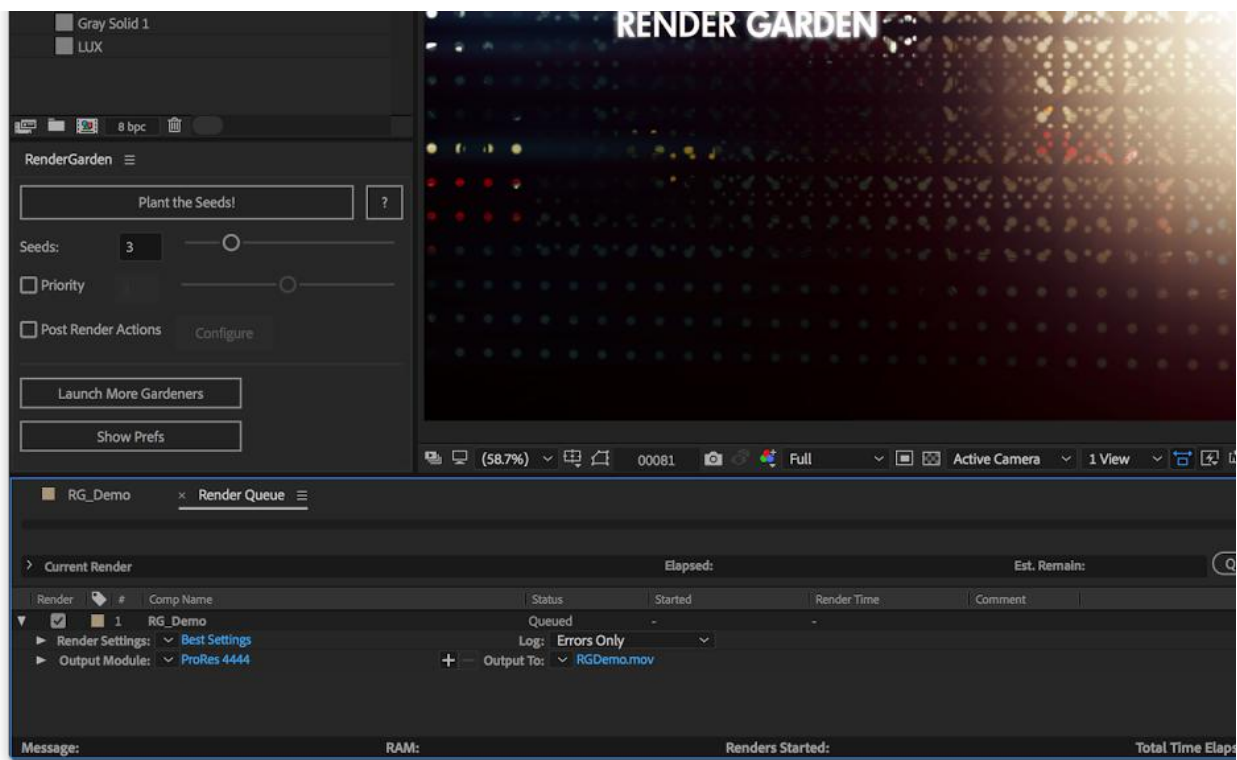 Gray Solid 1
LUX
RENDER GARDEN
8 bpc
RenderGarden
Plant the Seeds!
?
Seeds: 3
Priority
Post Render Actions Configure
Launch More Gardeners
Show Prefs
(58.7%) 00081 Full Active Camera 1 View
RG_Demo × Render Queue
Current Render Elapsed: Est. Remain: Q
Render # Comp Name Status Started Render Time Comment
1 RG_Demo Queued - -
Render Settings: Best Settings Log: Errors Only
Output Module: ProRes 4444 + - Output To: RGDemo.mov
Message: RAM: Renders Started: Total Time Elaps